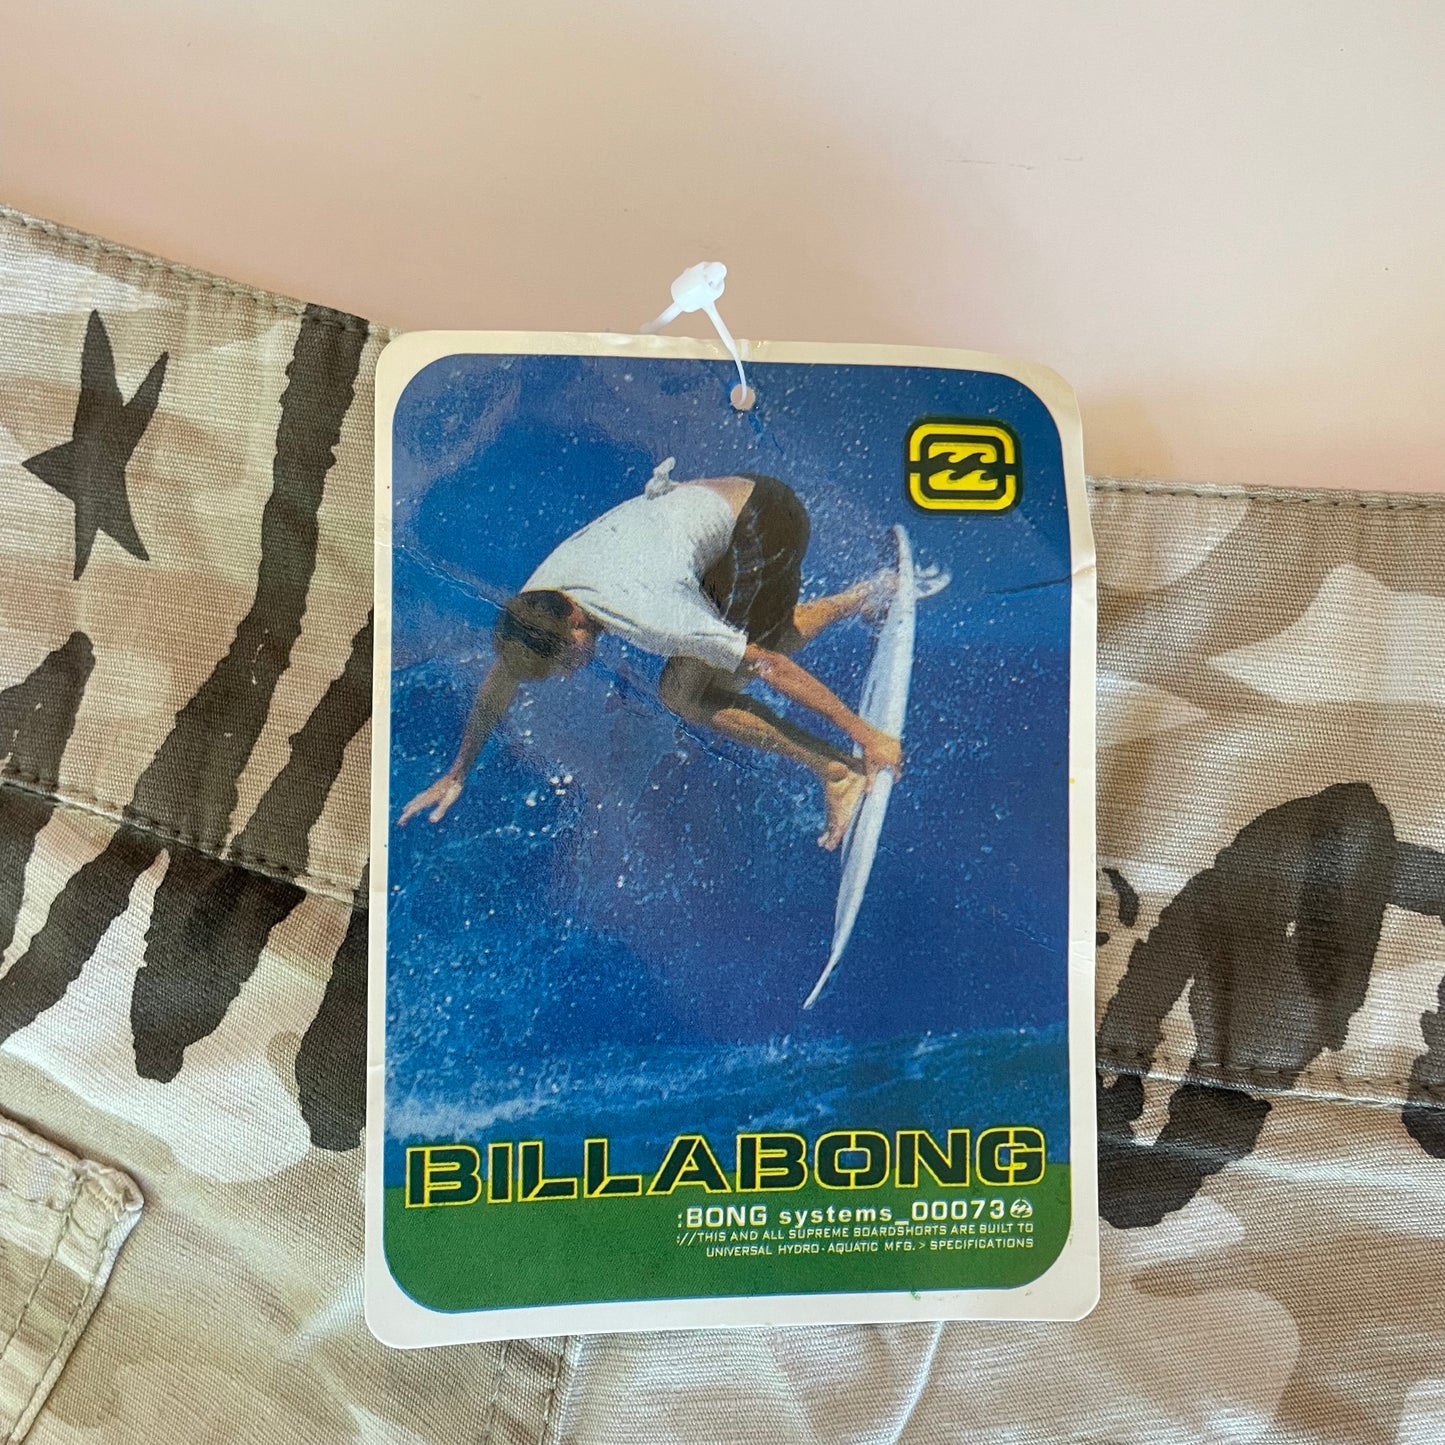 BILLABONG
:BONG systems_00073
://THIS AND ALL SUPREME BOARDSHORTS ARE BUILT TO
UNIVERSAL HYDRO-AQUATIC MFG. > SPECIFICATIONS